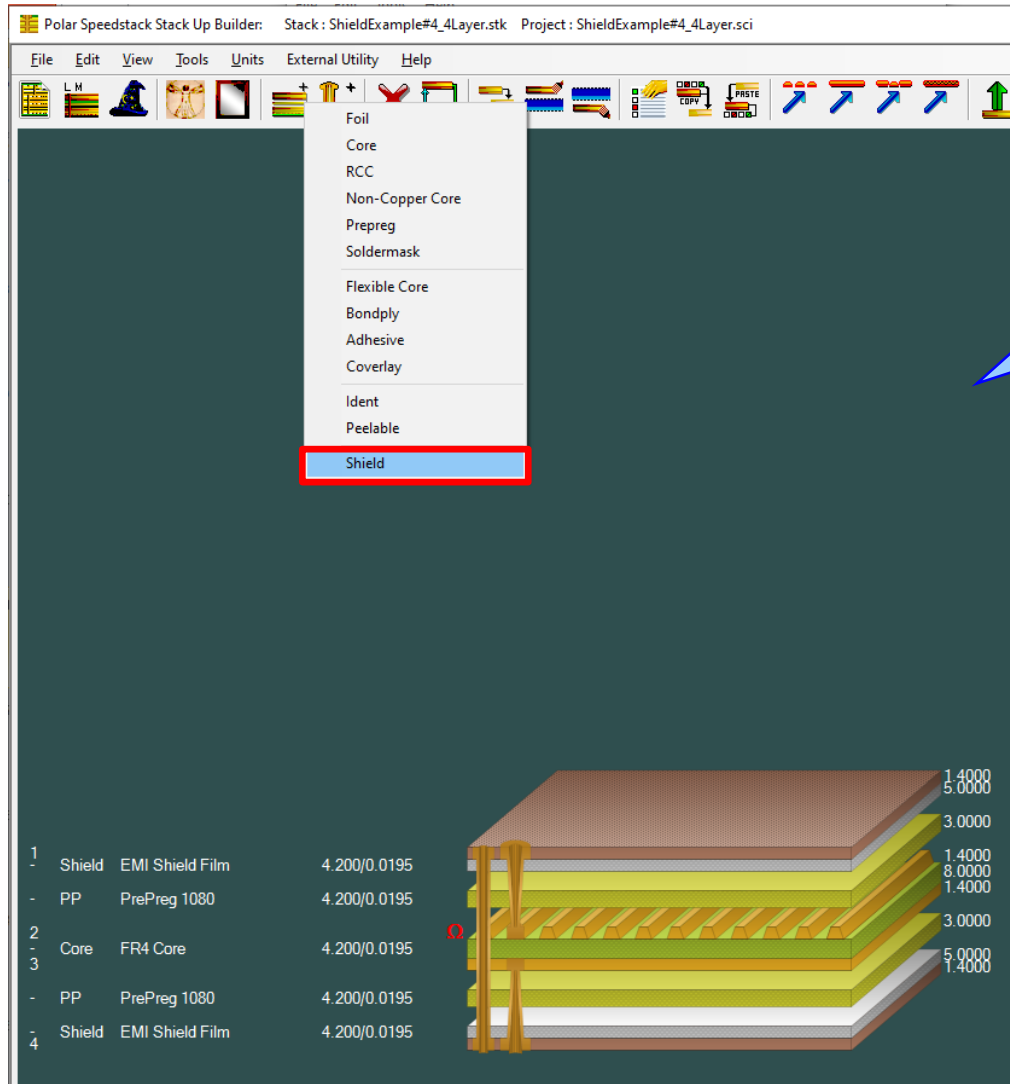 Polar Speedstack Stack Up Builder: Stack : ShieldExample#4_4Layer.stk Project : ShieldExample#4_4Layer.sci
File Edit View Tools Units External Utility Help
L M
COPY
PASTE
Foil
Core
RCC
Non-Copper Core
Prepreg
Soldermask
Flexible Core
Bondply
Adhesive
Coverlay
Ident
Peelable
Shield
1.4000
5.0000
3.0000
1
- Shield EMI Shield Film 4.200/0.0195
1.4000
8.0000
1.4000
- PP PrePreg 1080 4.200/0.0195
3.0000
2
- Core FR4 Core 4.200/0.0195 Ω
3
5.0000
1.4000
- PP PrePreg 1080 4.200/0.0195
- Shield EMI Shield Film 4.200/0.0195
4